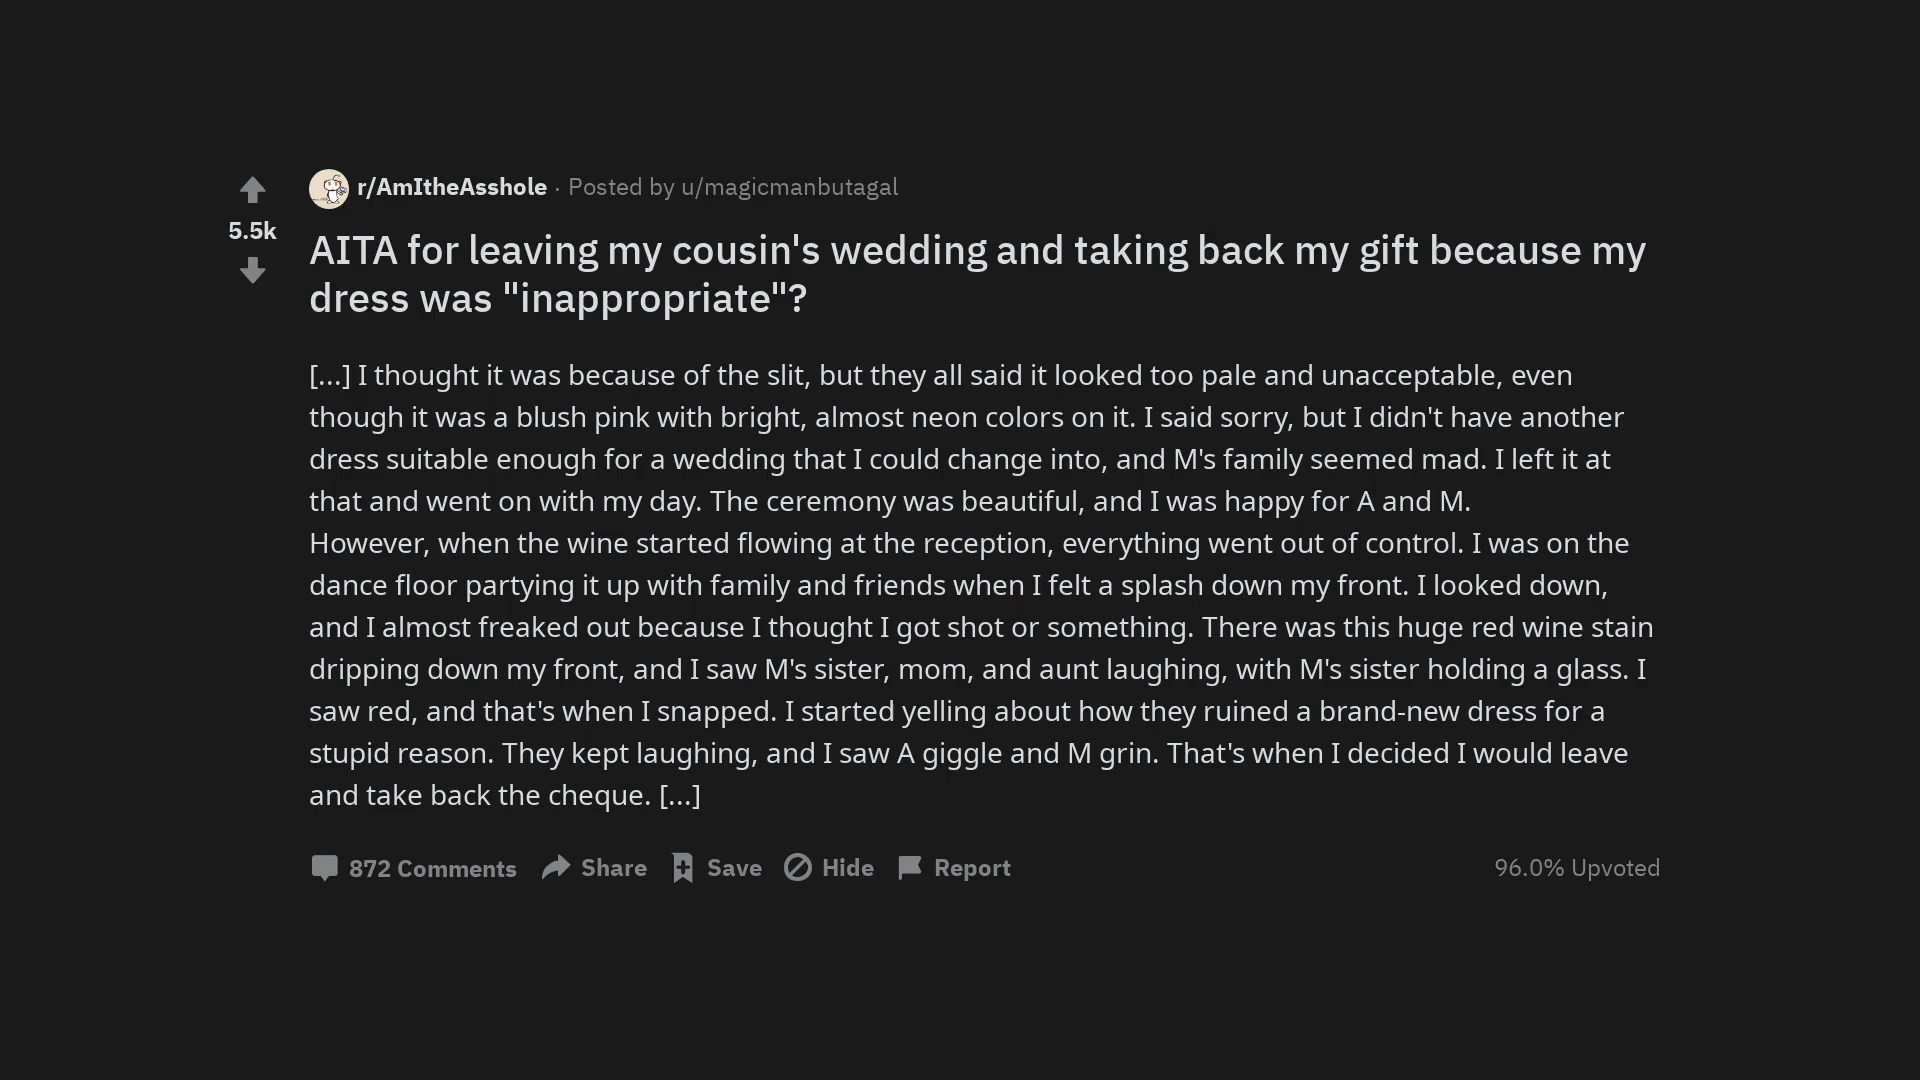 r/AmItheAsshole · Posted by u/magicmanbutagal
5.5k
AITA for leaving my cousin's wedding and taking back my gift because my
dress was "inappropriate"?
[...] I thought it was because of the slit, but they all said it looked too pale and unacceptable, even
though it was a blush pink with bright, almost neon colors on it. I said sorry, but I didn't have another
dress suitable enough for a wedding that I could change into, and M's family seemed mad. I left it at
that and went on with my day. The ceremony was beautiful, and I was happy for A and M.
However, when the wine started flowing at the reception, everything went out of control. I was on the
dance floor partying it up with family and friends when I felt a splash down my front. I looked down,
and I almost freaked out because I thought I got shot or something. There was this huge red wine stain
dripping down my front, and I saw M's sister, mom, and aunt laughing, with M's sister holding a glass. I
saw red, and that's when I snapped. I started yelling about how they ruined a brand-new dress for a
stupid reason. They kept laughing, and I saw A giggle and M grin. That's when I decided I would leave
and take back the cheque. [...]
872 Comments Share Save Hide Report 96.0% Upvoted